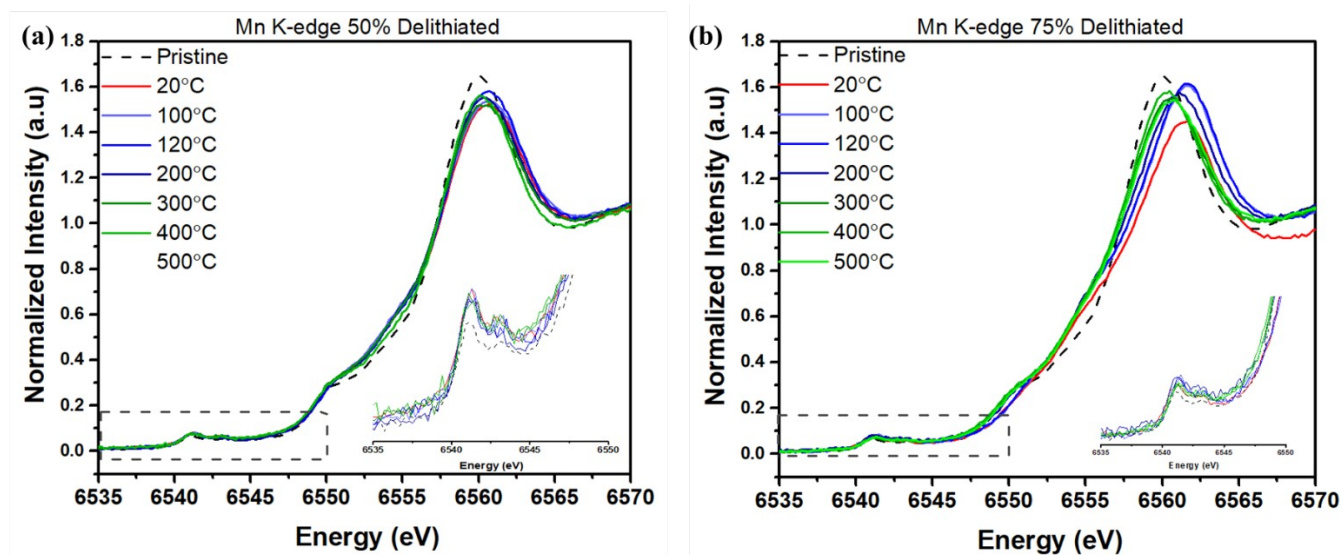 (a)
Mn K-edge 50% Delithiated
Normalized Intensity (a.u)
1.8
1.6
1.4
1.2
1.0
0.8
0.6
0.4
0.2
0.0
Pristine
20°C
100°C
120°C
200°C
300°C
400°C
500°C
6535 6540 6545 6550
Energy (eV)
6535 6540 6545 6550 6555 6560 6565 6570
Energy (eV)
(b)
Mn K-edge 75% Delithiated
Normalized Intensity (a.u)
1.8
1.6
1.4
1.2
1.0
0.8
0.6
0.4
0.2
0.0
Pristine
20°C
100°C
120°C
200°C
300°C
400°C
500°C
6535 6540 6545 6550
Energy (eV)
6535 6540 6545 6550 6555 6560 6565 6570
Energy (eV)